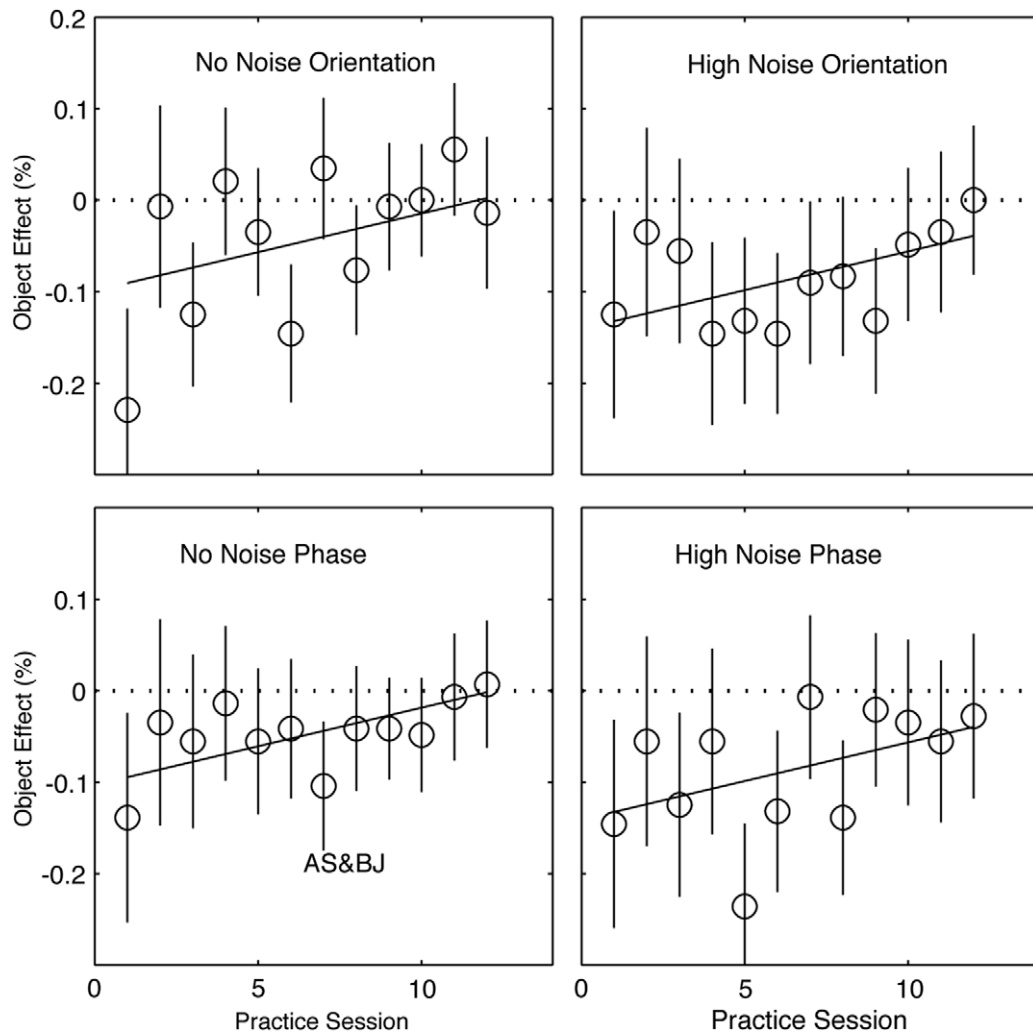 0.2
No Noise Orientation
High Noise Orientation
0.1
0
-0.1
-0.2
Object Effect (%)
No Noise Phase
High Noise Phase
0.1
0
-0.1
-0.2
Object Effect (%)
AS&BJ
0 5 10
0 5 10
Practice Session
Practice Session